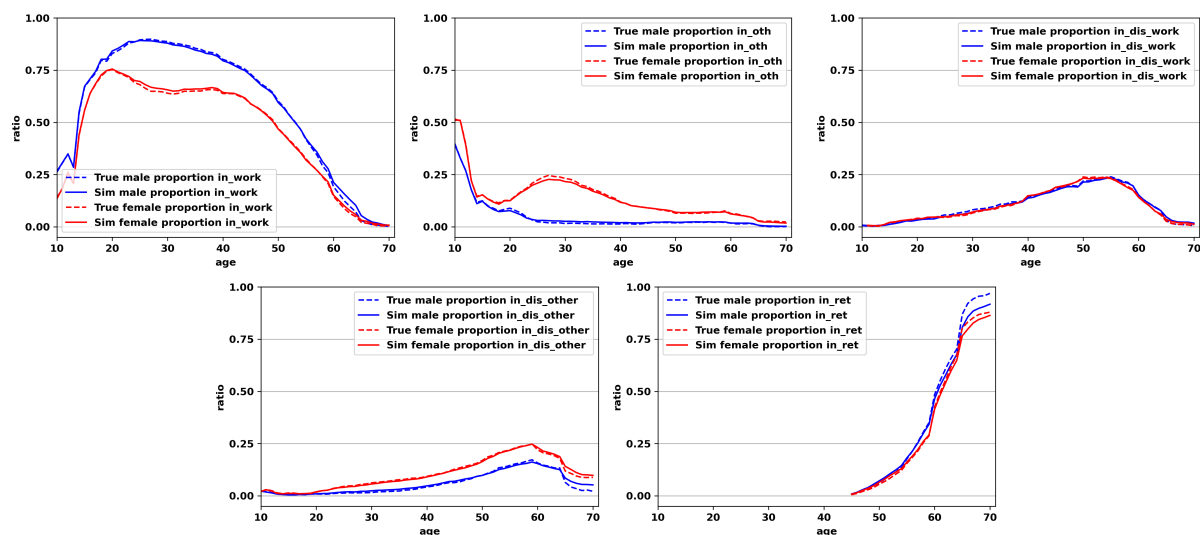 1.00
0.75
0.50
0.25
0.00
ratio
True male proportion in_work
Sim male proportion in_work
True female proportion in_work
Sim female proportion in_work
10 20 30 40 50 60 70
age
1.00
0.75
0.50
0.25
0.00
ratio
True male proportion in_oth
Sim male proportion in_oth
True female proportion in_oth
Sim female proportion in_oth
10 20 30 40 50 60 70
age
1.00
0.75
0.50
0.25
0.00
ratio
True male proportion in_dis_work
Sim male proportion in_dis_work
True female proportion in_dis_work
Sim female proportion in_dis_work
10 20 30 40 50 60 70
age
1.00
0.75
0.50
0.25
0.00
ratio
True male proportion in_dis_other
Sim male proportion in_dis_other
True female proportion in_dis_other
Sim female proportion in_dis_other
10 20 30 40 50 60 70
age
1.00
0.75
0.50
0.25
0.00
ratio
True male proportion in_ret
Sim male proportion in_ret
True female proportion in_ret
Sim female proportion in_ret
10 20 30 40 50 60 70
age